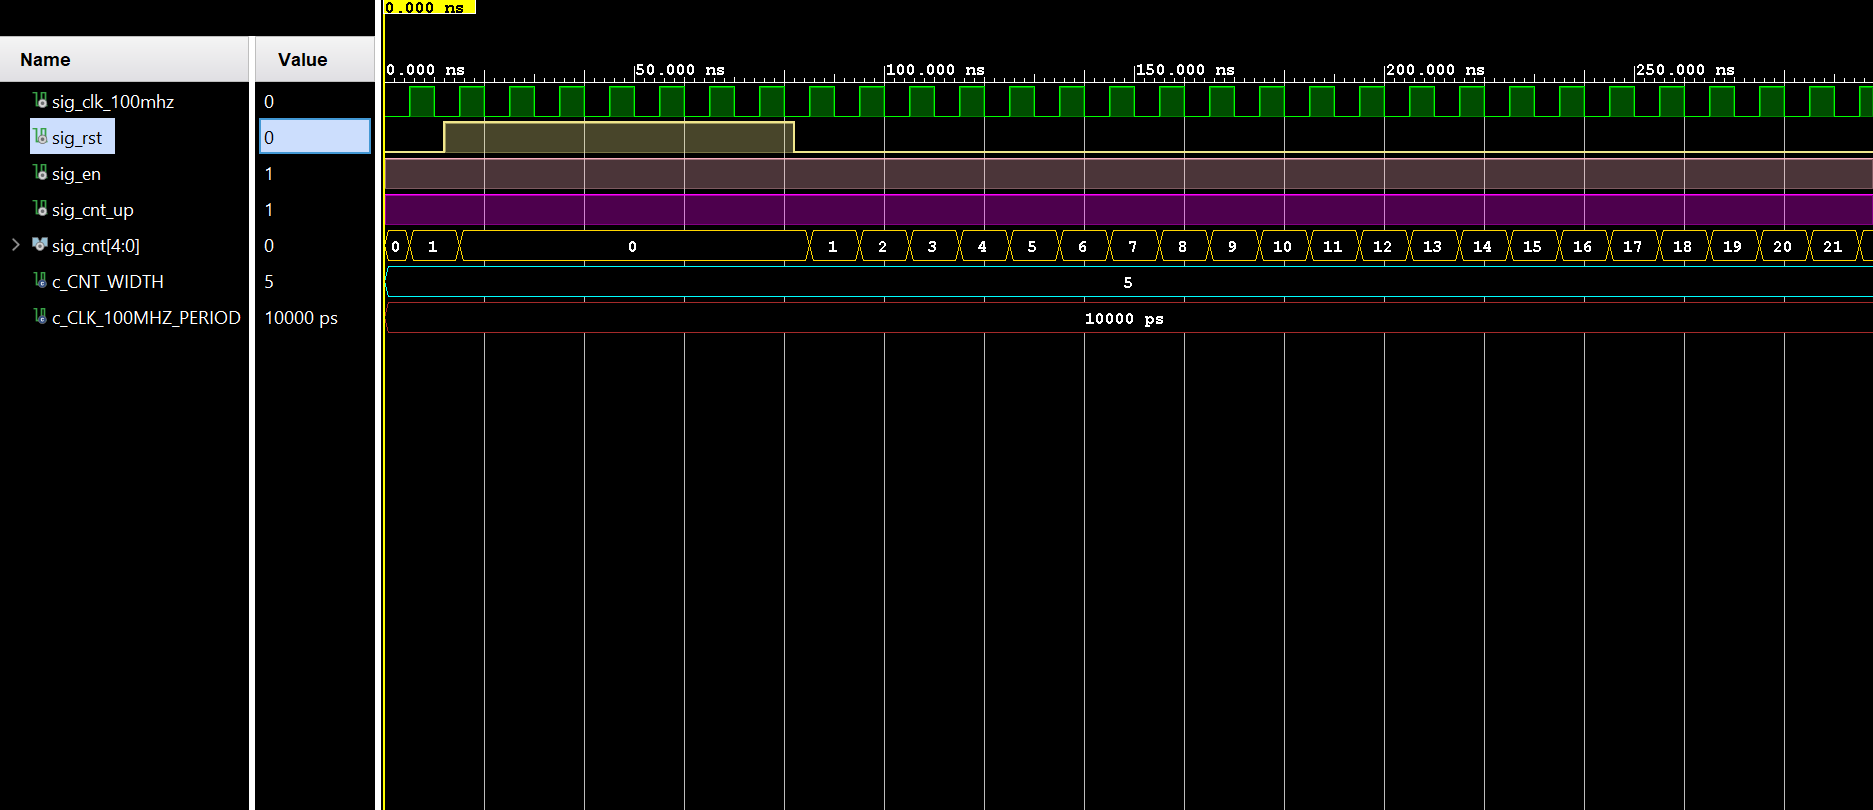 0.000 ns
Name Value
0.000 ns 50.000 ns 100.000 ns 150.000 ns 200.000 ns 250.000 ns
sig_clk_100mhz 0
sig_rst 0
sig_en 1
sig_cnt_up 1
sig_cnt[4:0] 0 0 1 0 1 2 3 4 5 6 7 8 9 10 11 12 13 14 15 16 17 18 19 20 21
c_CNT_WIDTH 5 5
c_CLK_100MHZ_PERIOD 10000 ps 10000 ps